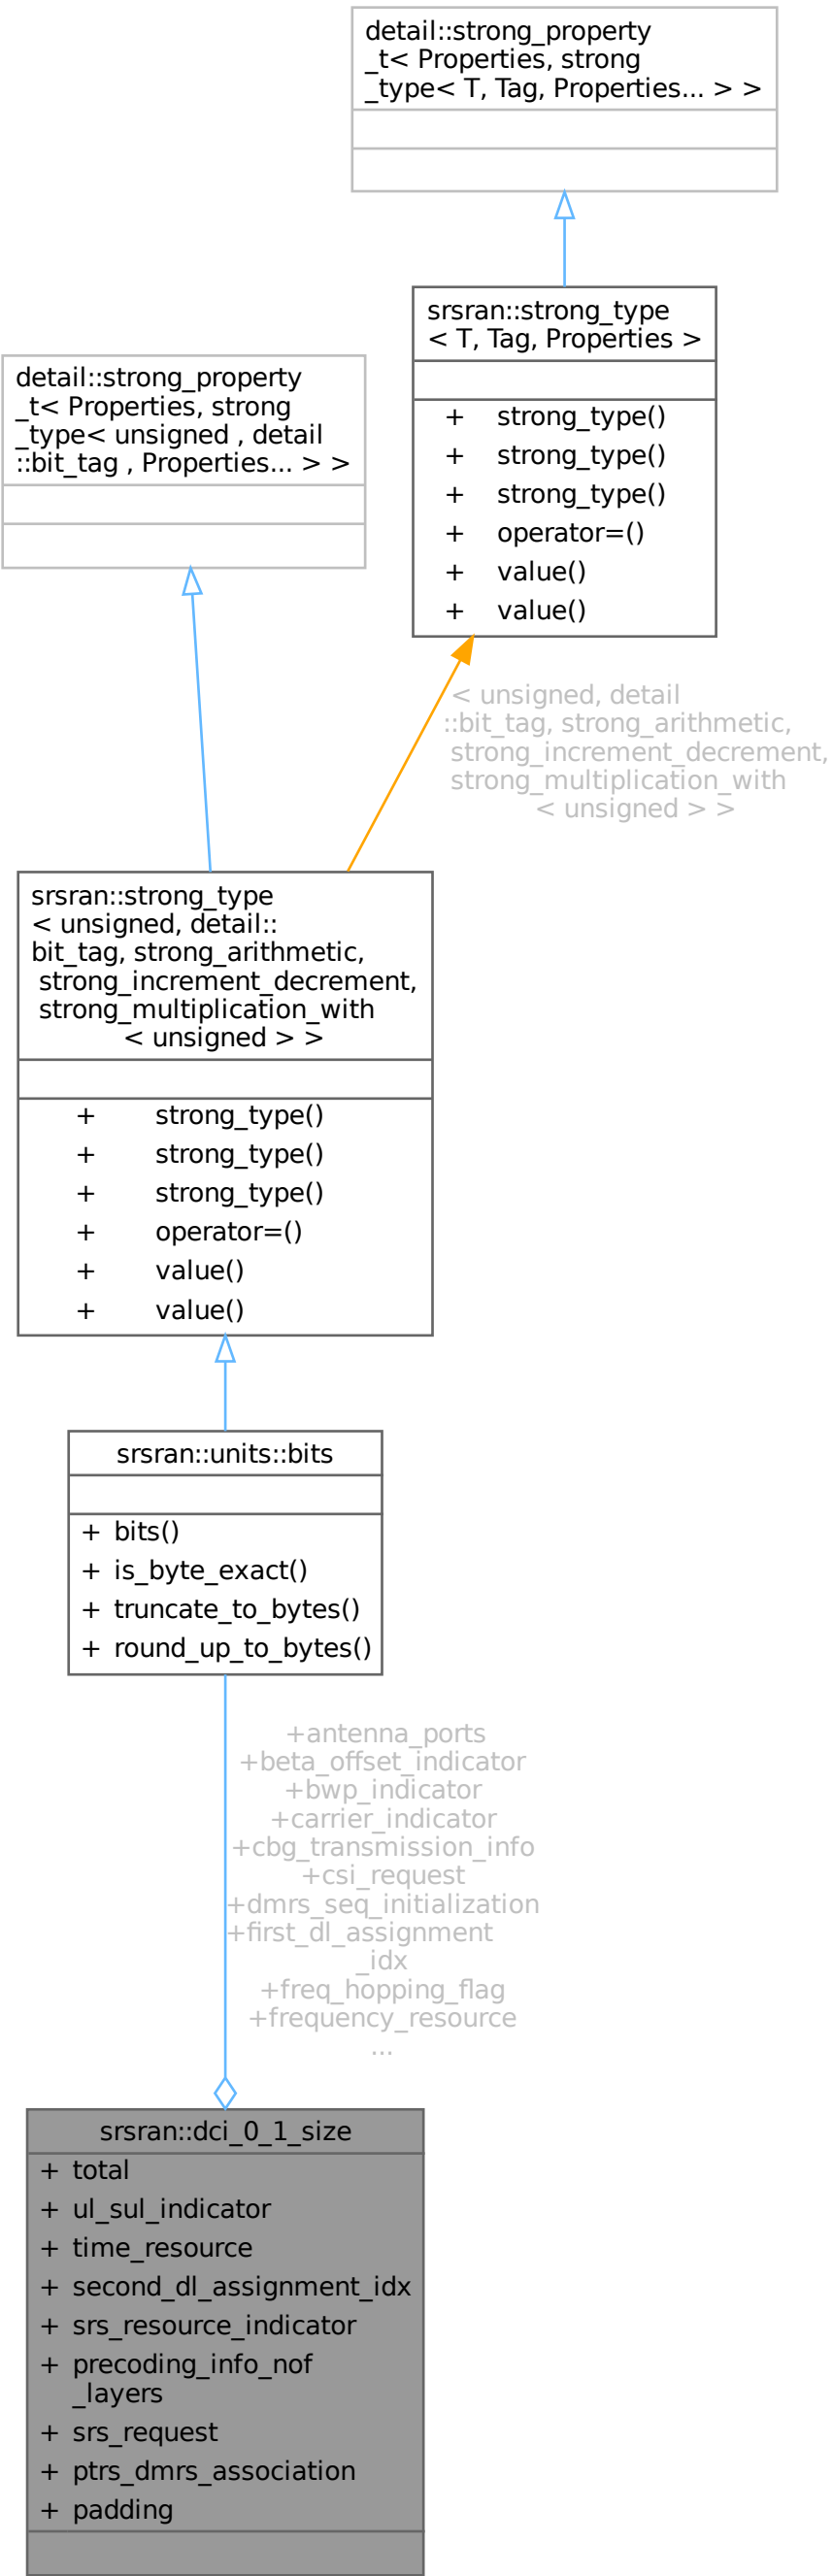 detail::strong_property
_t< Properties, strong
_type< T, Tag, Properties... > >
srsran::strong_type
< T, Tag, Properties >
+ strong_type()
+ strong_type()
+ strong_type()
+ operator=()
+ value()
+ value()
detail::strong_property
_t< Properties, strong
_type< unsigned , detail
::bit_tag , Properties... > >
< unsigned, detail
::bit_tag, strong_arithmetic,
strong_increment_decrement,
strong_multiplication_with
< unsigned > >
srsran::strong_type
< unsigned, detail::
bit_tag, strong_arithmetic,
strong_increment_decrement,
strong_multiplication_with
< unsigned > >
+ strong_type()
+ strong_type()
+ strong_type()
+ operator=()
+ value()
+ value()
srsran::units::bits
+ bits()
+ is_byte_exact()
+ truncate_to_bytes()
+ round_up_to_bytes()
+antenna_ports
+beta_offset_indicator
+bwp_indicator
+carrier_indicator
+cbg_transmission_info
+csi_request
+dmrs_seq_initialization
+first_dl_assignment
_idx
+freq_hopping_flag
+frequency_resource
...
srsran::dci_0_1_size
+ total
+ ul_sul_indicator
+ time_resource
+ second_dl_assignment_idx
+ srs_resource_indicator
+ precoding_info_nof
_layers
+ srs_request
+ ptrs_dmrs_association
+ padding